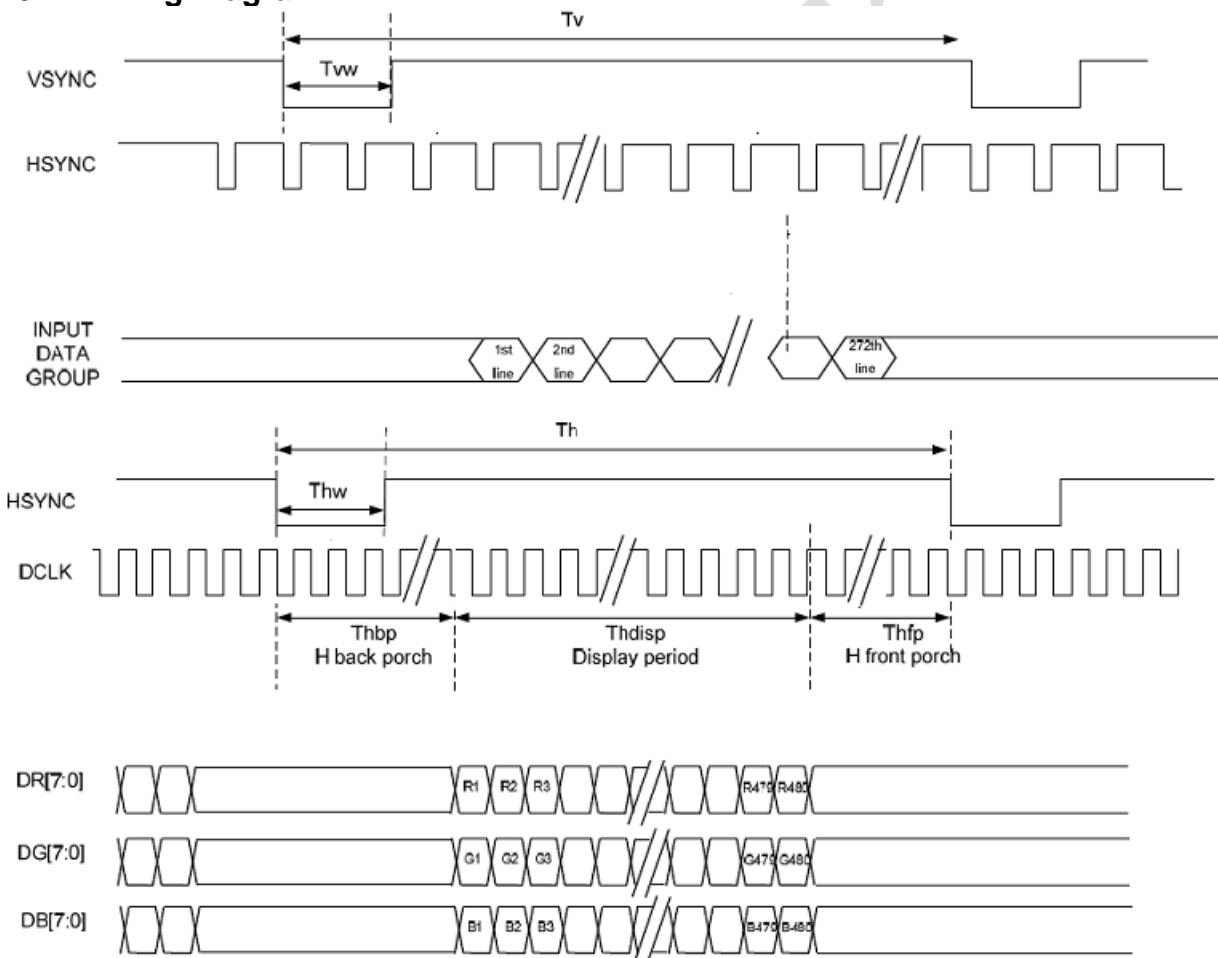 Tv
Tvw
VSYNC
HSYNC
INPUT
DATA
GROUP
1st
line
2nd
line
272th
line
Th
Thw
HSYNC
DCLK
Thbp
H back porch
Thdisp
Display period
Thfp
H front porch
DR[7:0]
R1 R2 R3 R479 R480
DG[7:0]
G1 G2 G3 G479 G480
DB[7:0]
B1 B2 B3 B479 B480